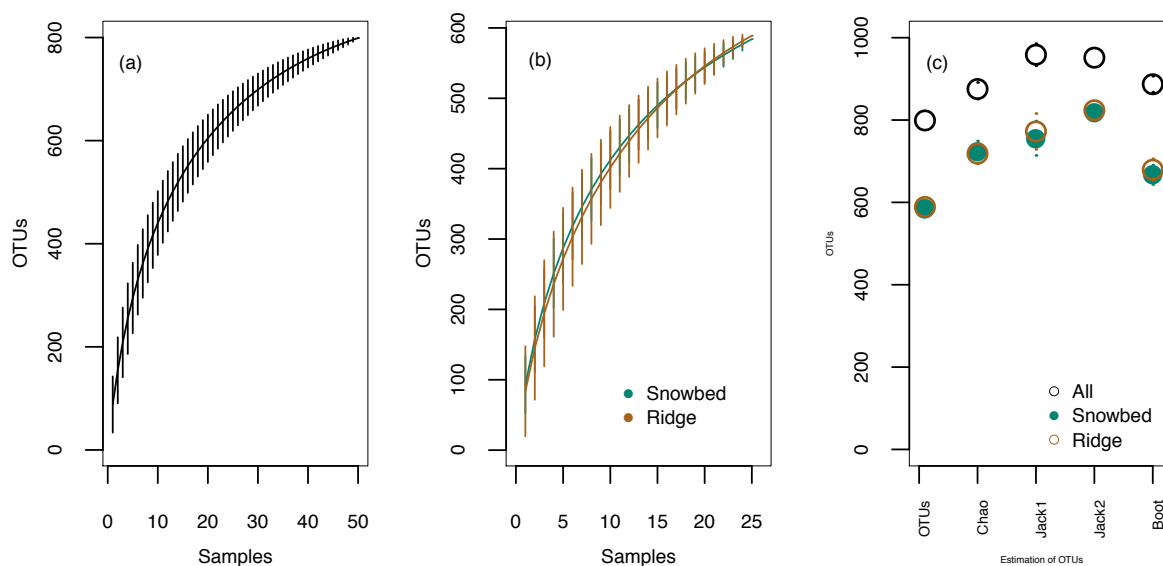 (a)
OTUs
0
200
400
600
800
0 10 20 30 40 50
Samples
(b)
OTUs
0
100
200
300
400
500
600
Snowbed
Ridge
0 5 10 15 20 25
Samples
(c)
OTUs
0
200
400
600
800
1000
All
Snowbed
Ridge
OTUs
Chao
Jack1
Jack2
Boot
Estimation of OTUs